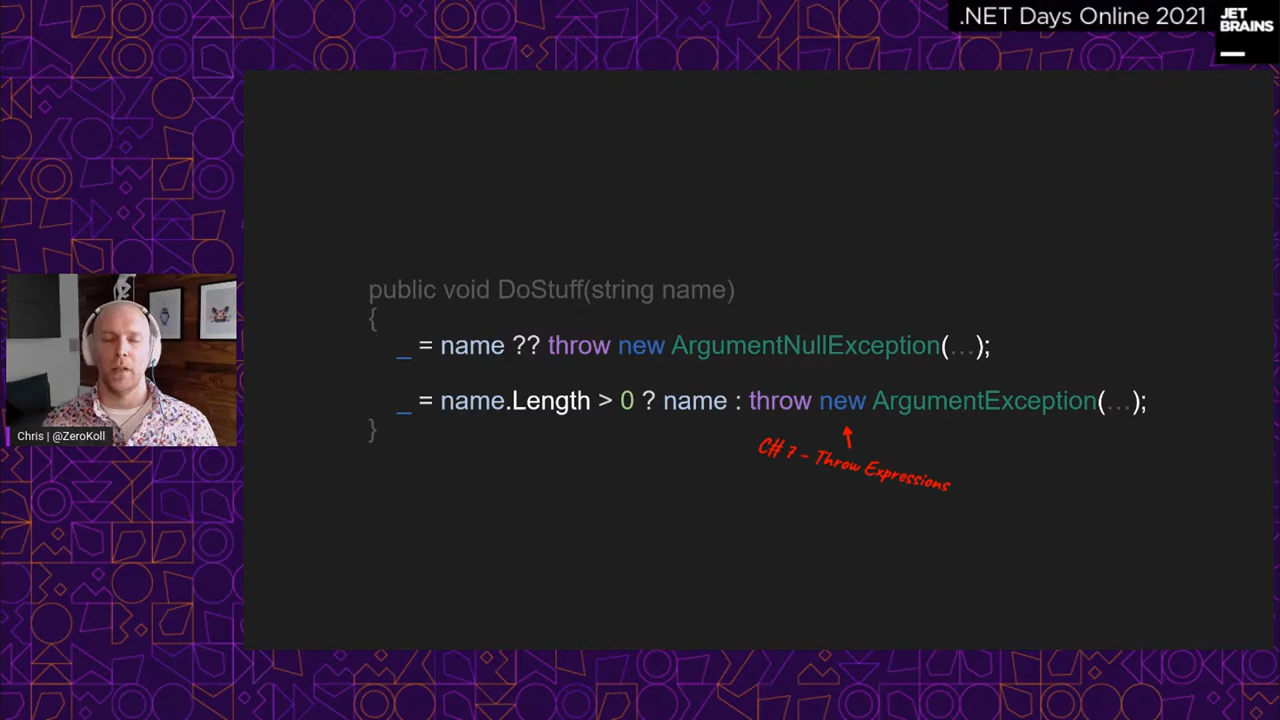 .NET Days Online 2021
JET
BRAINS
public void DoStuff(string name)
{
_ = name ?? throw new ArgumentNullException(…);
_ = name.Length > 0 ? name : throw new ArgumentException(…);
}
C# 7 - Throw Expressions
Chris | @ZeroKoll